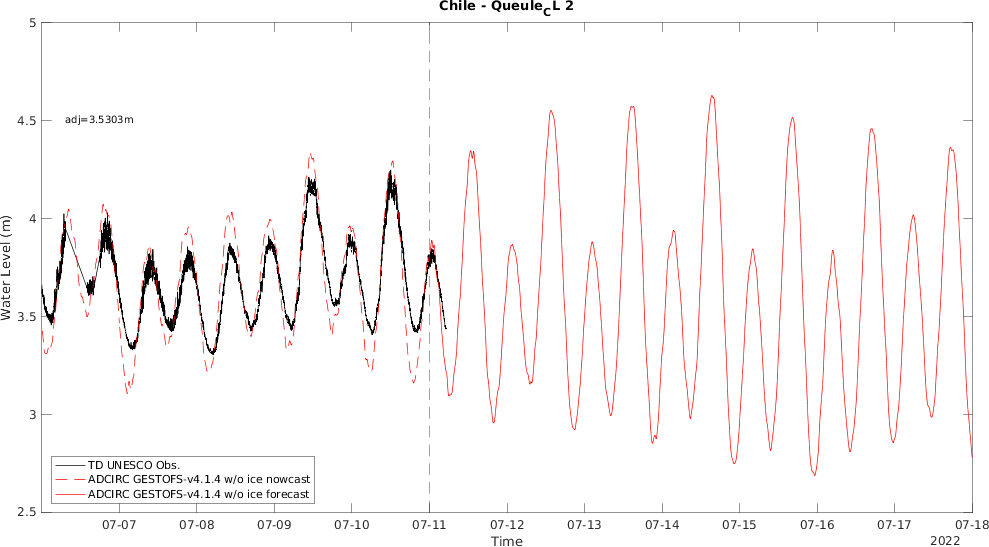 Chile - Queule_CL 2
5
4.5
4
3.5
3
2.5
Water Level (m)
adj=3.5303m
TD UNESCO Obs.
ADCIRC GESTOFS-v4.1.4 w/o ice nowcast
ADCIRC GESTOFS-v4.1.4 w/o ice forecast
07-07 07-08 07-09 07-10 07-11 07-12 07-13 07-14 07-15 07-16 07-17 07-18
Time
2022